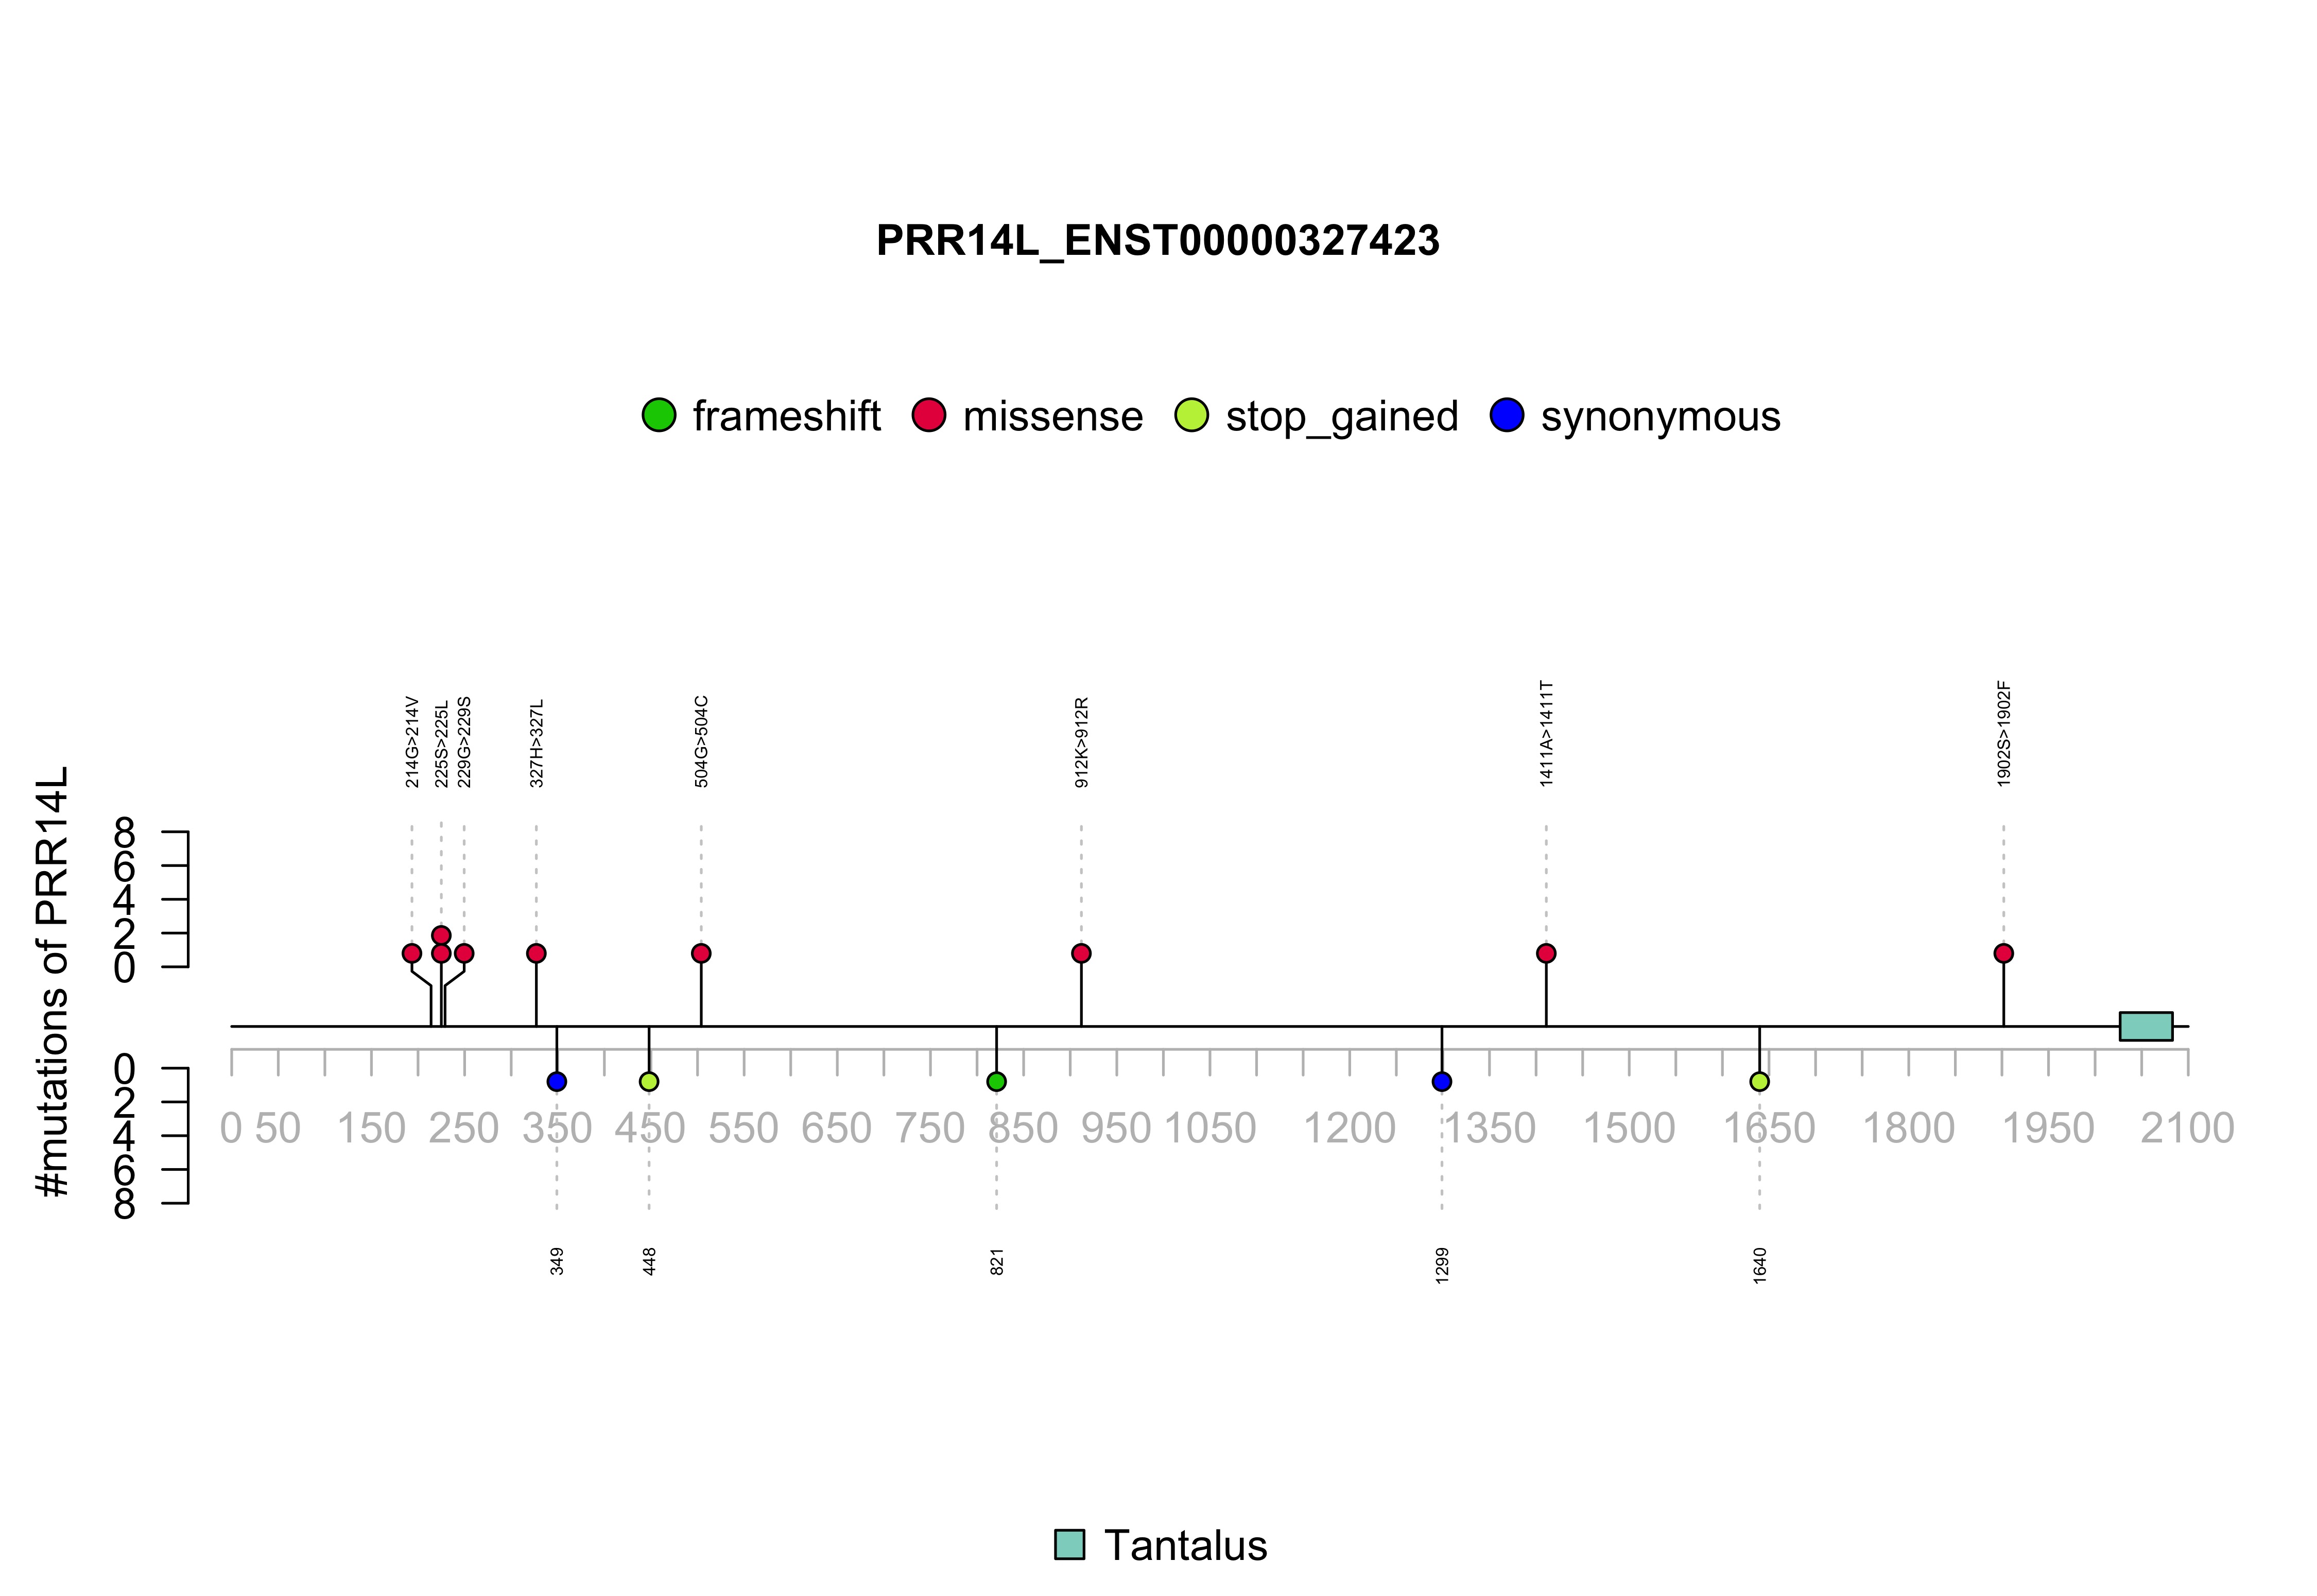 PRR14L_ENST00000327423
frameshift missense stop_gained synonymous
214G>214V
225S>225L
229G>229S
327H>327L
504G>504C
912K>912R
1411A>1411T
1902S>1902F
#mutations of PRR14L
8
6
4
2
0
0
2
4
6
8
0 50 150 250 350 450 550 650 750 850 950 1050 1200 1350 1500 1650 1800 1950 2100
349
448
821
1299
1640
Tantalus